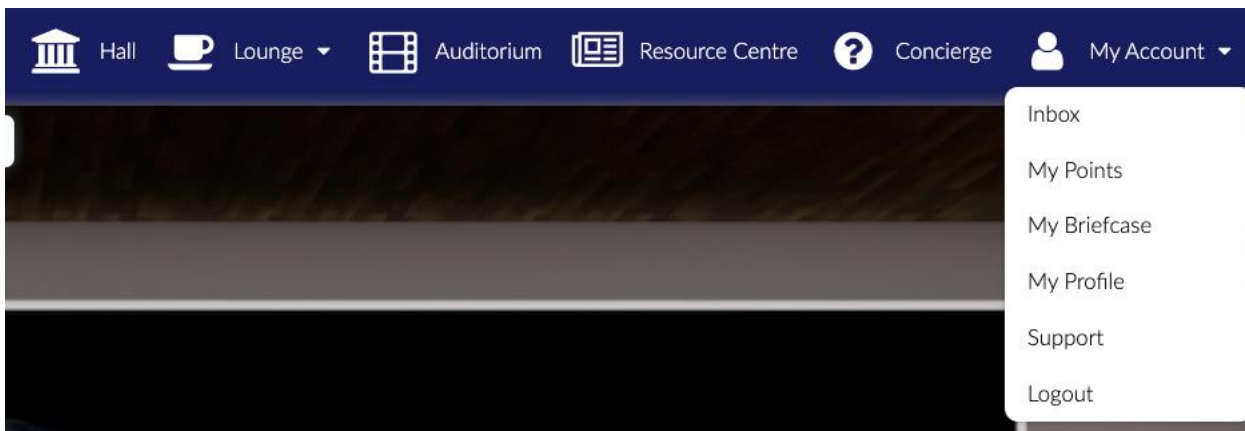 Hall Lounge Auditorium Resource Centre Concierge My Account
Inbox
My Points
My Briefcase
My Profile
Support
Logout